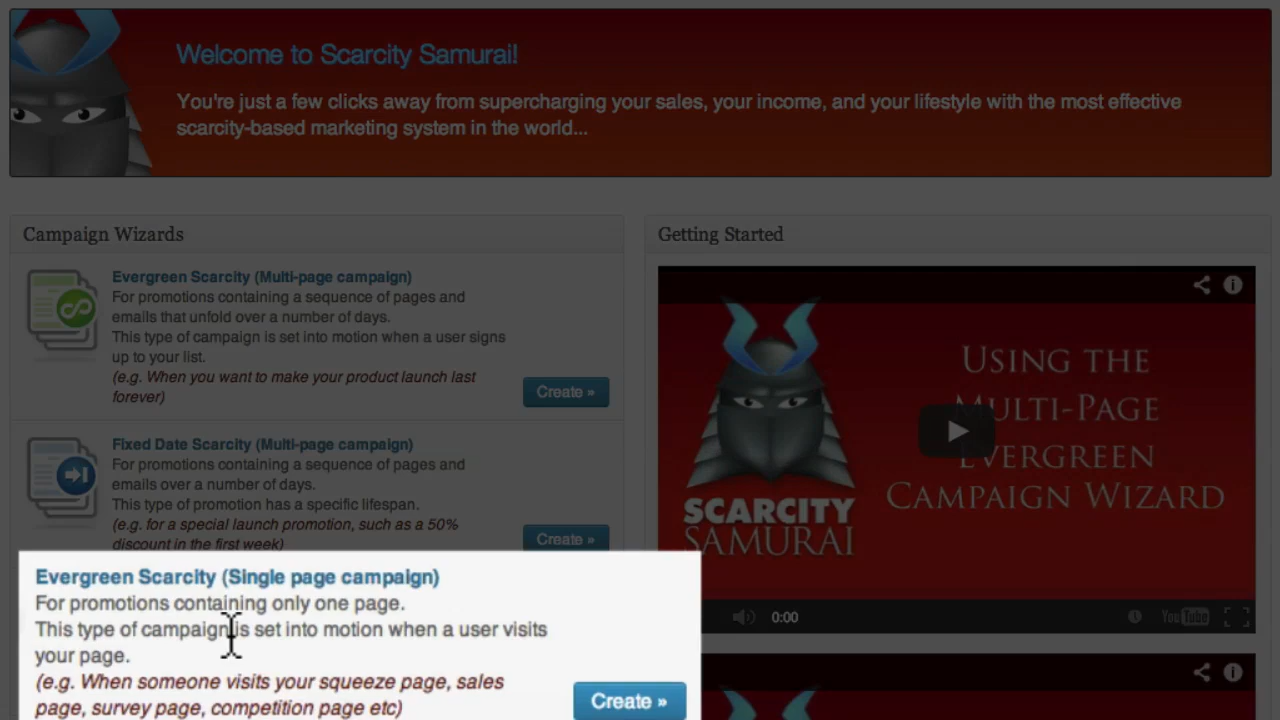 Welcome to Scarcity Samurai!
You're just a few clicks away from supercharging your sales, your income, and your lifestyle with the most effective
scarcity-based marketing system in the world...
Campaign Wizards
Evergreen Scarcity (Multi-page campaign)
For promotions containing a sequence of pages and
emails that unfold over a number of days.
This type of campaign is set into motion when a user signs
up to your list.
(e.g. When you want to make your product launch last
forever)
Create »
Fixed Date Scarcity (Multi-page campaign)
For promotions containing a sequence of pages and
emails over a number of days.
This type of promotion has a specific lifespan.
(e.g. for a special launch promotion, such as a 50%
discount in the first week)
Create »
Evergreen Scarcity (Single page campaign)
For promotions containing only one page.
This type of campaign is set into motion when a user visits
your page.
(e.g. When someone visits your squeeze page, sales
page, survey page, competition page etc)
Create »
Getting Started
Using the
Multi-Page
Evergreen
Campaign Wizard
SCARCITY
SAMURAI
0:00
YouTube